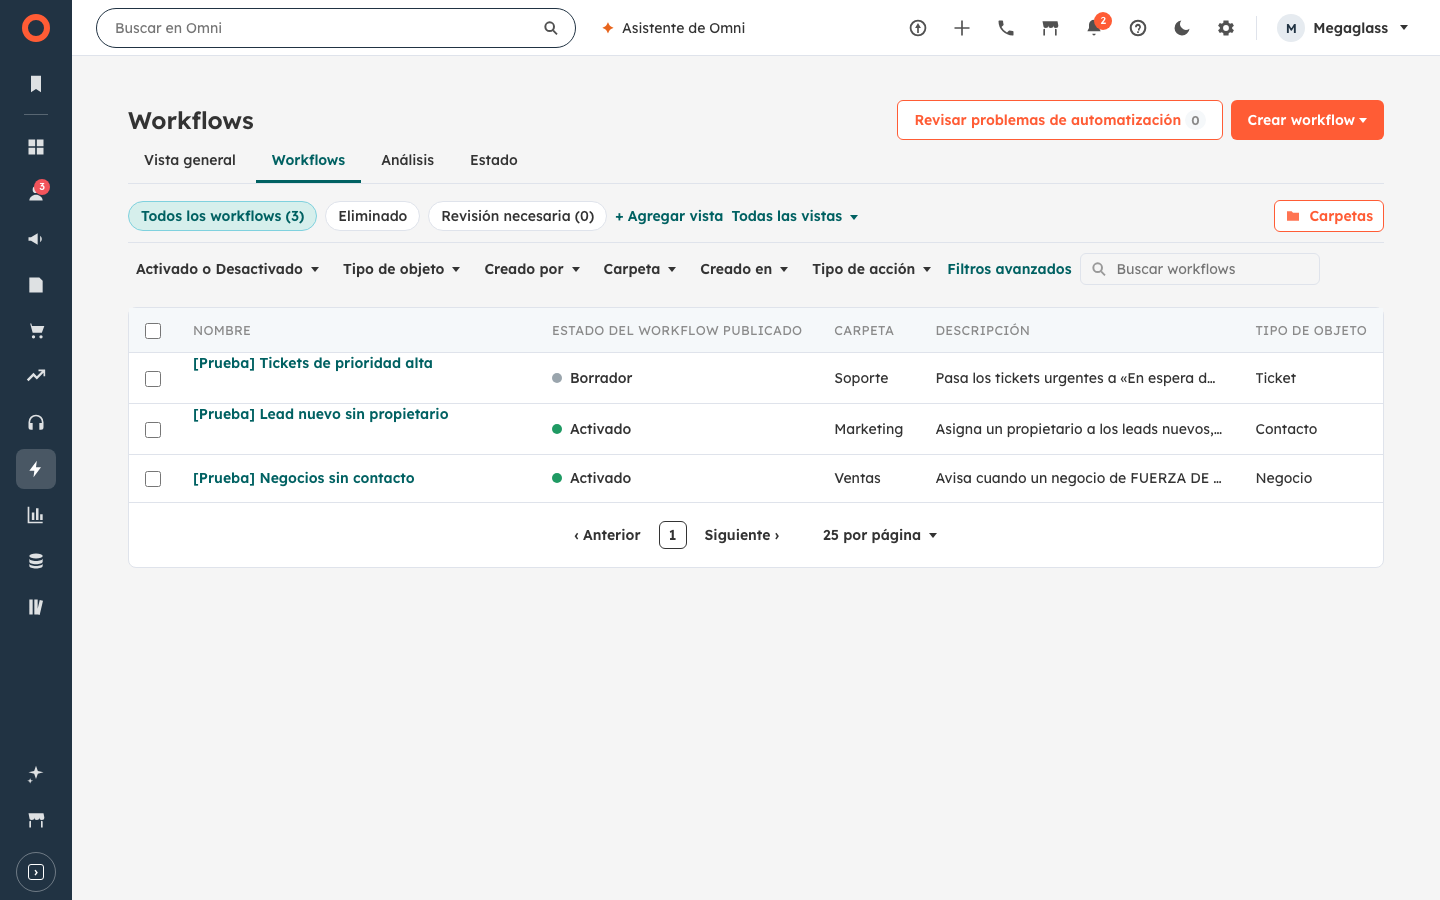 Buscar en Omni
Asistente de Omni
2
M
Megaglass
3
Workflows
Revisar problemas de automatización 0
Crear workflow
Vista general
Workflows
Análisis
Estado
Todos los workflows (3)
Eliminado
Revisión necesaria (0)
+ Agregar vista
Todas las vistas
Carpetas
Activado o Desactivado
Tipo de objeto
Creado por
Carpeta
Creado en
Tipo de acción
Filtros avanzados
Buscar workflows
NOMBRE
ESTADO DEL WORKFLOW PUBLICADO
CARPETA
DESCRIPCIÓN
TIPO DE OBJETO
[Prueba] Tickets de prioridad alta
Borrador
Soporte
Pasa los tickets urgentes a «En espera d…
Ticket
[Prueba] Lead nuevo sin propietario
Activado
Marketing
Asigna un propietario a los leads nuevos,…
Contacto
[Prueba] Negocios sin contacto
Activado
Ventas
Avisa cuando un negocio de FUERZA DE …
Negocio
‹ Anterior
1
Siguiente ›
25 por página